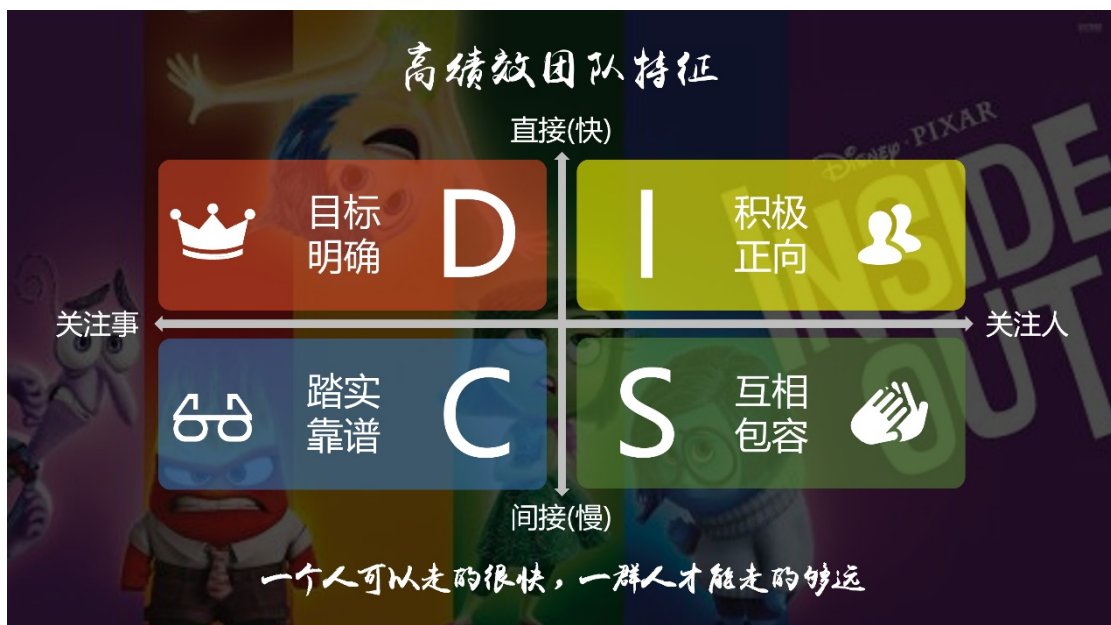 高绩效团队特征
直接(快)
DISNEY · PIXAR
INSIDE
OUT
目标
明确
D
I
积极
正向
关注事
关注人
踏实
靠谱
C
S
互相
包容
间接(慢)
一个人可以走的很快，一群人才能走的够远